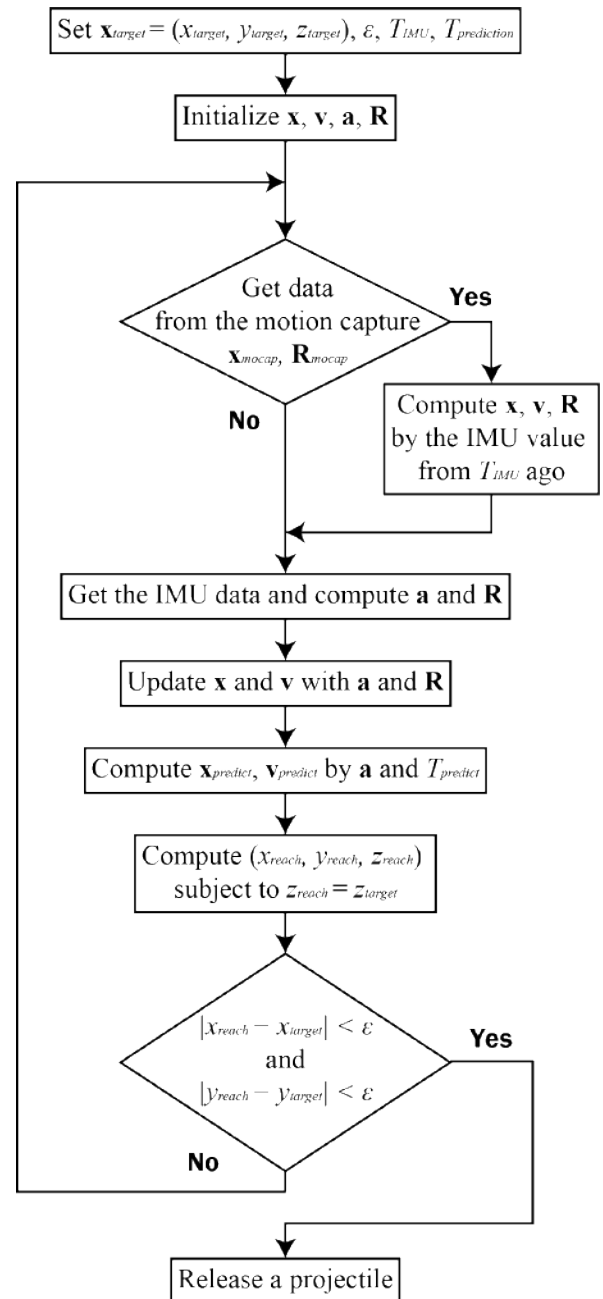 Set x_target = (x_target, y_target, z_target), ε, T_IMU, T_prediction
Initialize x, v, a, R
Get data
from the motion capture
x_mocap, R_mocap
Yes
No
Compute x, v, R
by the IMU value
from T_IMU ago
Get the IMU data and compute a and R
Update x and v with a and R
Compute x_predict, v_predict by a and T_predict
Compute (x_reach, y_reach, z_reach)
subject to z_reach = z_target
|x_reach − x_target| < ε
and
|y_reach − y_target| < ε
Yes
No
Release a projectile